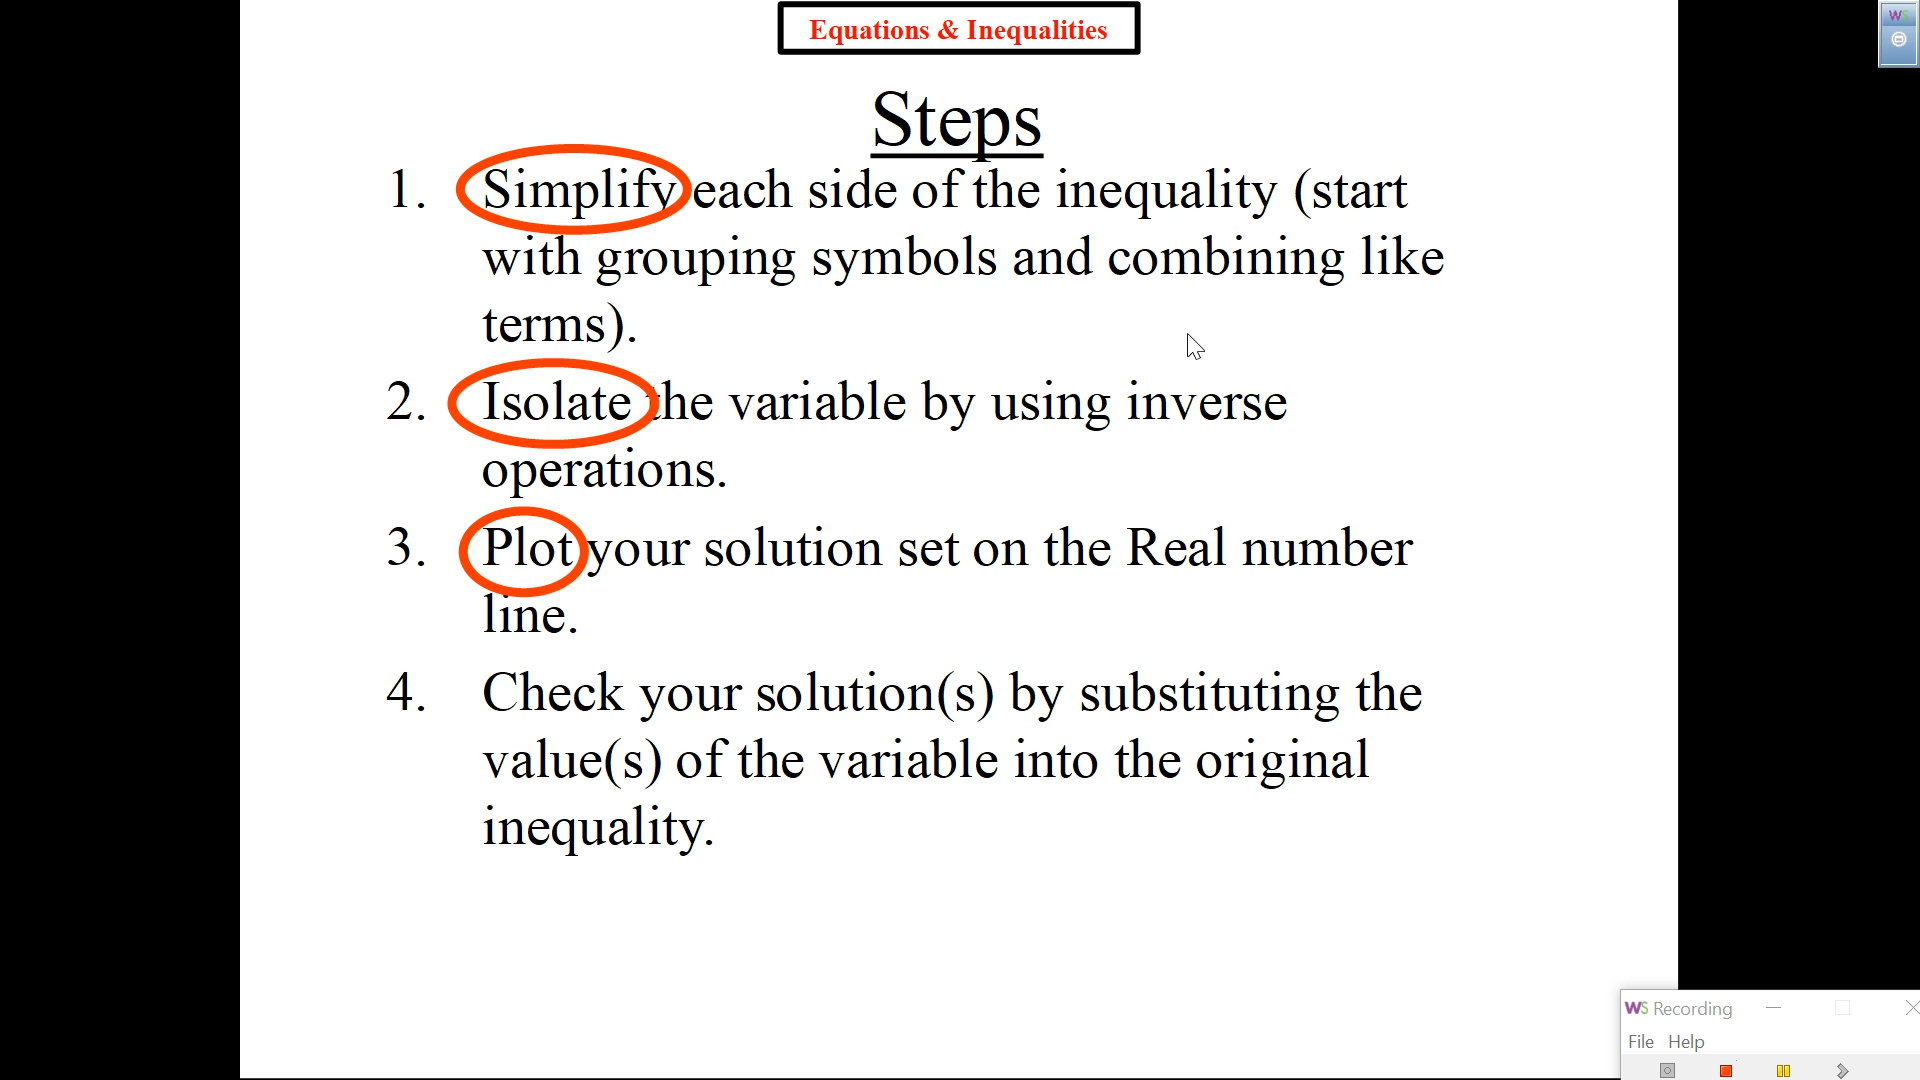 Equations & Inequalities
WS
Steps
1. Simplify each side of the inequality (start
with grouping symbols and combining like
terms).
2. Isolate the variable by using inverse
operations.
3. Plot your solution set on the Real number
line.
4. Check your solution(s) by substituting the
value(s) of the variable into the original
inequality.
WS Recording
File Help